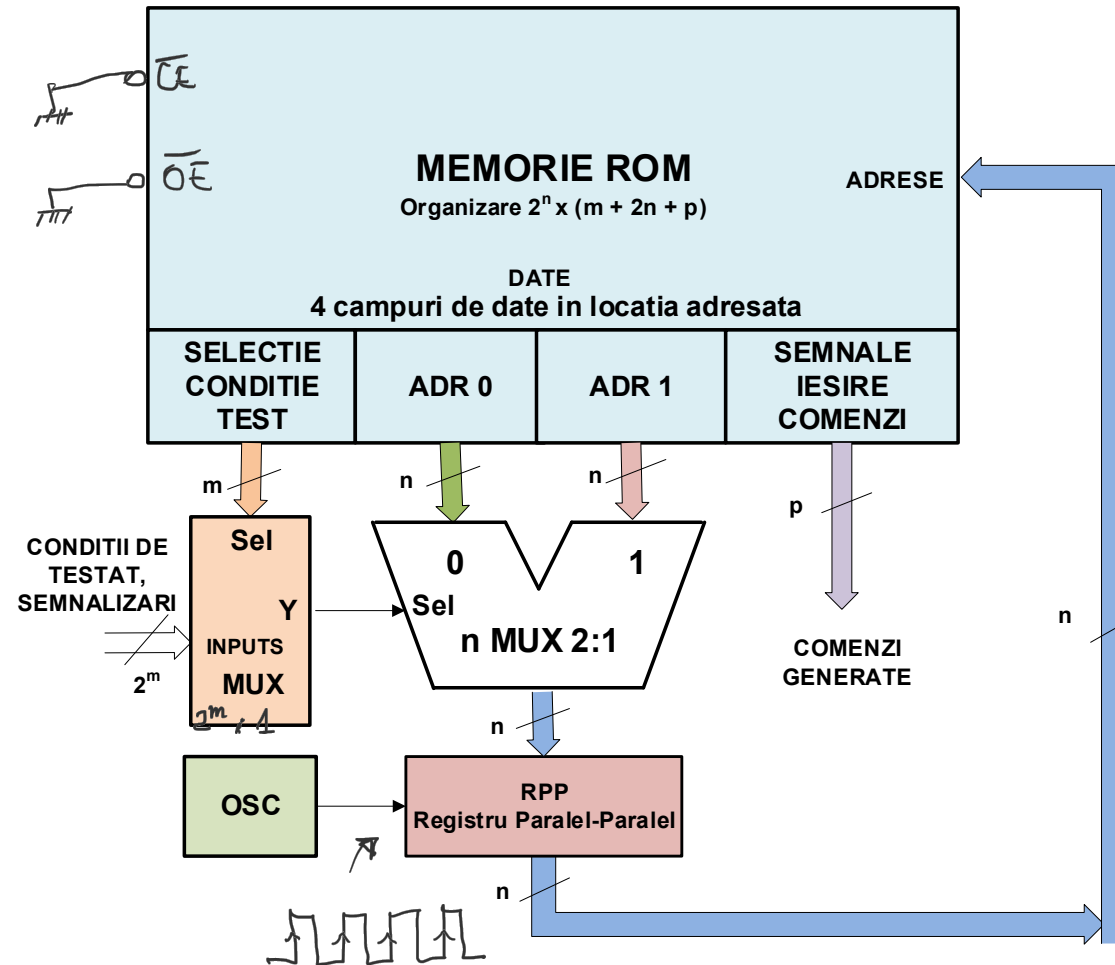 CE
OE
MEMORIE ROM
Organizare 2^n x (m + 2n + p)
ADRESE
DATE
4 campuri de date in locatia adresata
SELECTIE
CONDITIE
TEST
ADR 0
ADR 1
SEMNALE
IESIRE
COMENZI
m
n
n
p
CONDITII DE
TESTAT,
SEMNALIZARI
2^m
Sel
Y
INPUTS
MUX
2^m : 1
0
1
Sel
n MUX 2:1
COMENZI
GENERATE
n
n
OSC
RPP
Registru Paralel-Paralel
n